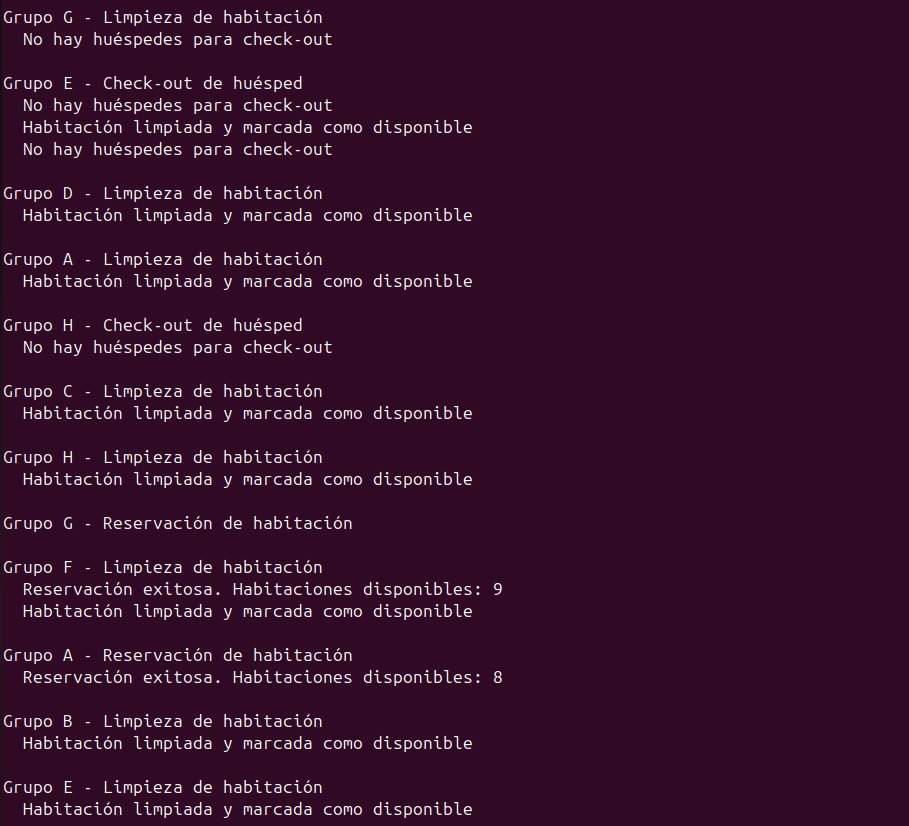 Grupo G - Limpieza de habitación
No hay huéspedes para check-out
Grupo E - Check-out de huésped
No hay huéspedes para check-out
Habitación limpiada y marcada como disponible
No hay huéspedes para check-out
Grupo D - Limpieza de habitación
Habitación limpiada y marcada como disponible
Grupo A - Limpieza de habitación
Habitación limpiada y marcada como disponible
Grupo H - Check-out de huésped
No hay huéspedes para check-out
Grupo C - Limpieza de habitación
Habitación limpiada y marcada como disponible
Grupo H - Limpieza de habitación
Habitación limpiada y marcada como disponible
Grupo G - Reservación de habitación
Grupo F - Limpieza de habitación
Reservación exitosa. Habitaciones disponibles: 9
Habitación limpiada y marcada como disponible
Grupo A - Reservación de habitación
Reservación exitosa. Habitaciones disponibles: 8
Grupo B - Limpieza de habitación
Habitación limpiada y marcada como disponible
Grupo E - Limpieza de habitación
Habitación limpiada y marcada como disponible